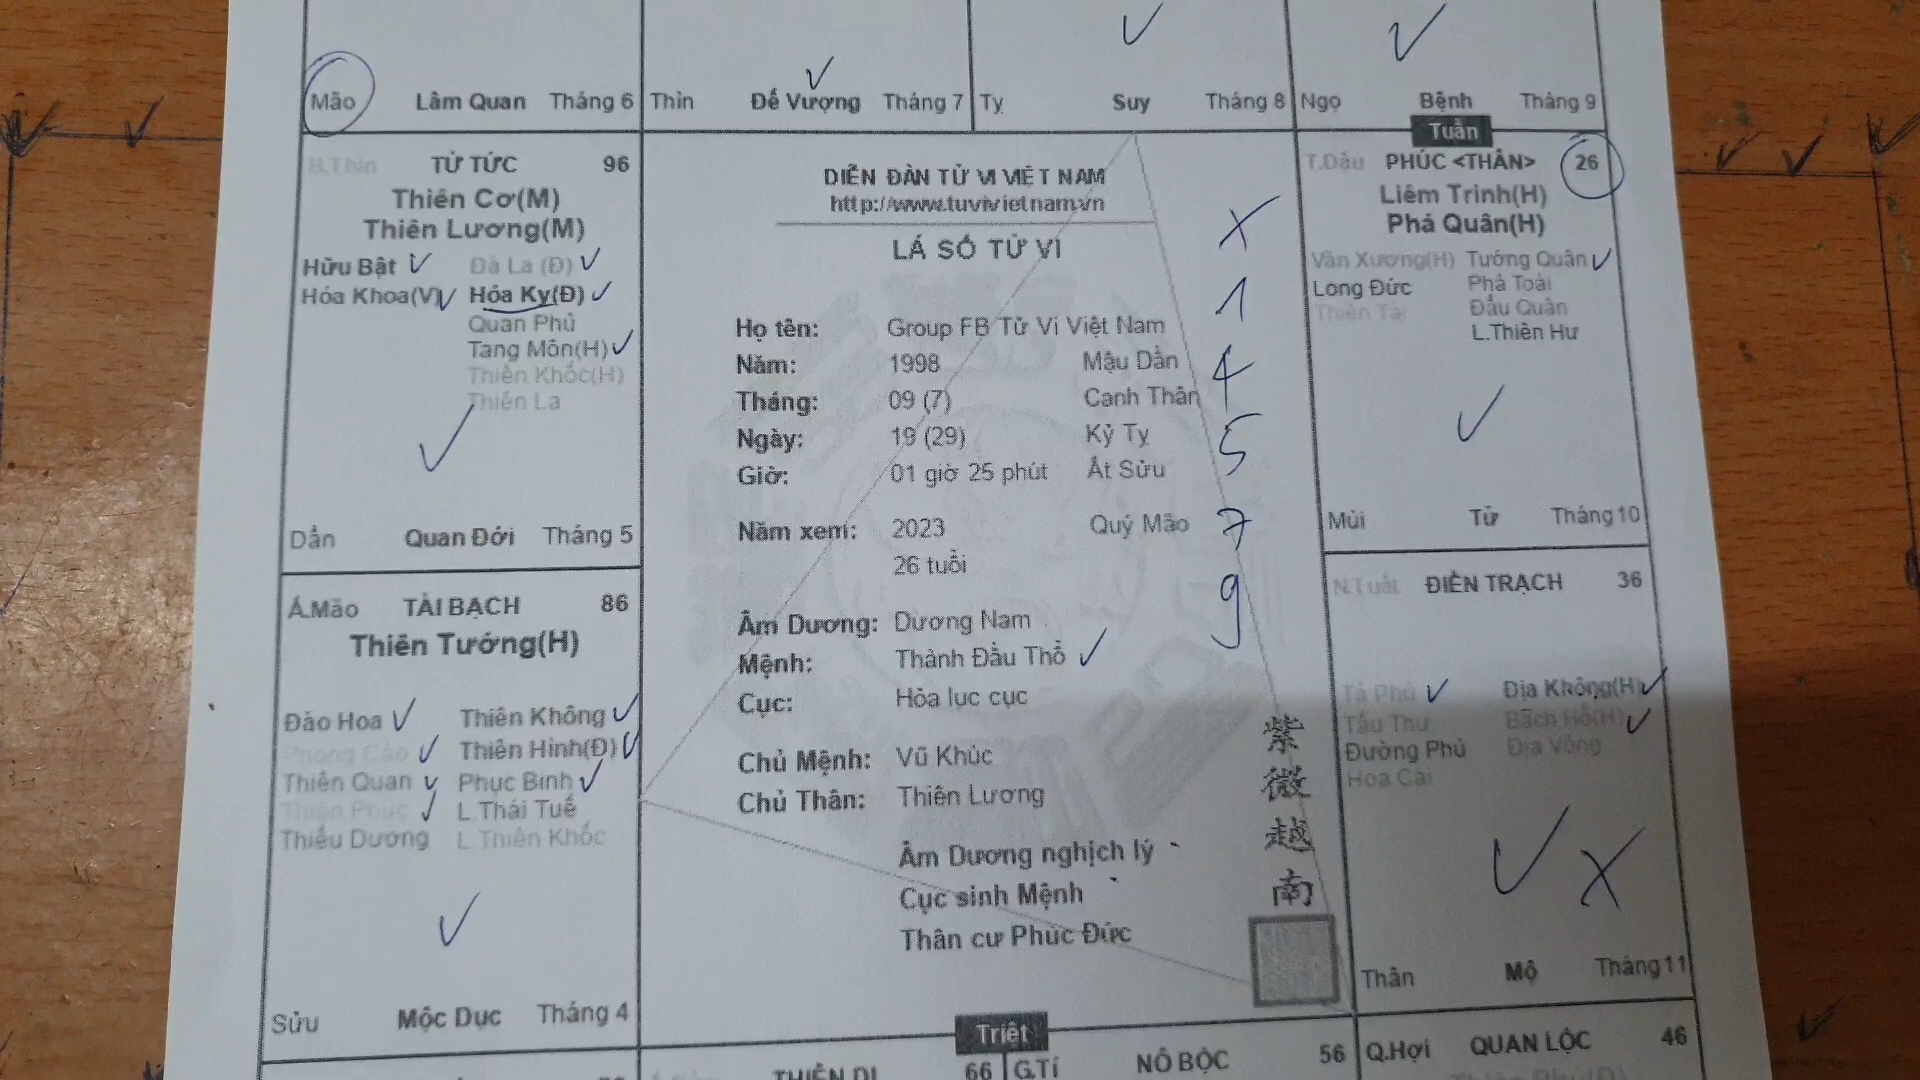 Mão Lâm Quan Tháng 6
Thìn Đế Vượng Tháng 7
Tỵ Suy Tháng 8
Ngọ Bệnh Tháng 9
Tuần
B.Thìn TỬ TỨC 96
Thiên Cơ(M)
Thiên Lương(M)
Hữu Bật Đà La (Đ)
Hóa Khoa(V) Hóa Kỵ(Đ)
Quan Phủ
Tang Môn(H)
Thiên Khốc(H)
Thiên La
Dần Quan Đới Tháng 5
DIỄN ĐÀN TỬ VI VIỆT NAM
http://www.tuvivietnam.vn
LÁ SỐ TỬ VI
Họ tên: Group FB Tử Vi Việt Nam
Năm: 1998 Mậu Dần
Tháng: 09 (7) Canh Thân
Ngày: 19 (29) Kỷ Tỵ
Giờ: 01 giờ 25 phút Ất Sửu
Năm xem: 2023 Quý Mão
26 tuổi
Âm Dương: Dương Nam
Mệnh: Thành Đầu Thổ
Cục: Hỏa lục cục
Chủ Mệnh: Vũ Khúc
Chủ Thân: Thiên Lương
Âm Dương nghịch lý
Cục sinh Mệnh
Thân cư Phúc Đức
X
1
4
5
7
9
紫
微
越
南
T.Dậu PHÚC <THÂN> 26
Liêm Trinh(H)
Phá Quân(H)
Văn Xương(H) Tướng Quân
Long Đức Phá Toái
Thiên Tài Đẩu Quân
L.Thiên Hư
Mùi Tử Tháng 10
Á.Mão TÀI BẠCH 86
Thiên Tướng(H)
Đào Hoa Thiên Không
Phong Cáo Thiên Hình(Đ)
Thiên Quan Phục Binh
Thiên Phúc L.Thái Tuế
Thiếu Dương L.Thiên Khốc
Sửu Mộc Dục Tháng 4
N.Tuất ĐIỀN TRẠCH 36
Tả Phù Địa Không(H)
Tấu Thư Bạch Hổ(H)
Đường Phù Địa Võng
Hoa Cái
X
Thân Mộ Tháng 11
Triệt
THIÊN DI 66
G.Tí NÔ BỘC 56
Q.Hợi QUAN LỘC 46